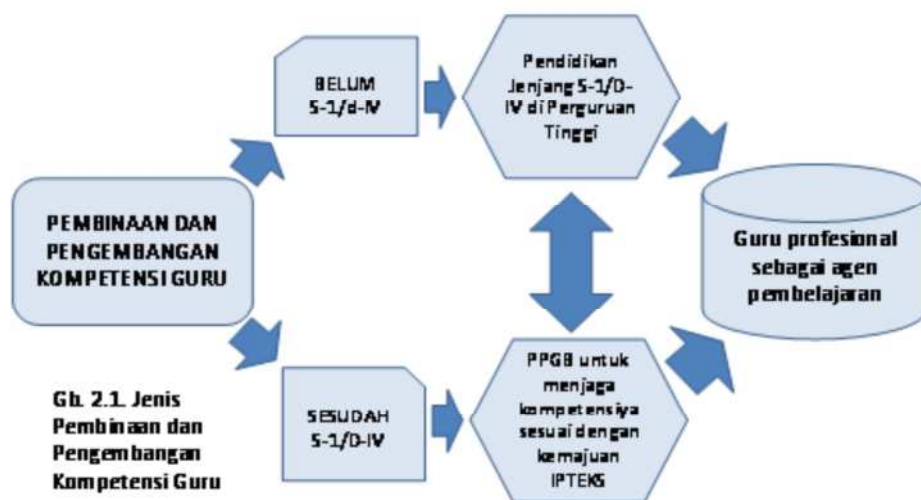 BELUM
S-1/d-IV
Pendidikan
Jenjang S-1/D-
IV di Perguruan
Tinggi
PEMBINAAN DAN
PENGEMBANGAN
KOMPETENSI GURU
Guru profesional
sebagai agen
pembelajaran
SESUDAH
S-1/D-IV
PPGB untuk
menjaga
kompetensiya
sesuai dengan
kemajuan
IPTEKS
Gb. 2.1. Jenis
Pembinaan dan
Pengembangan
Kompetensi Guru